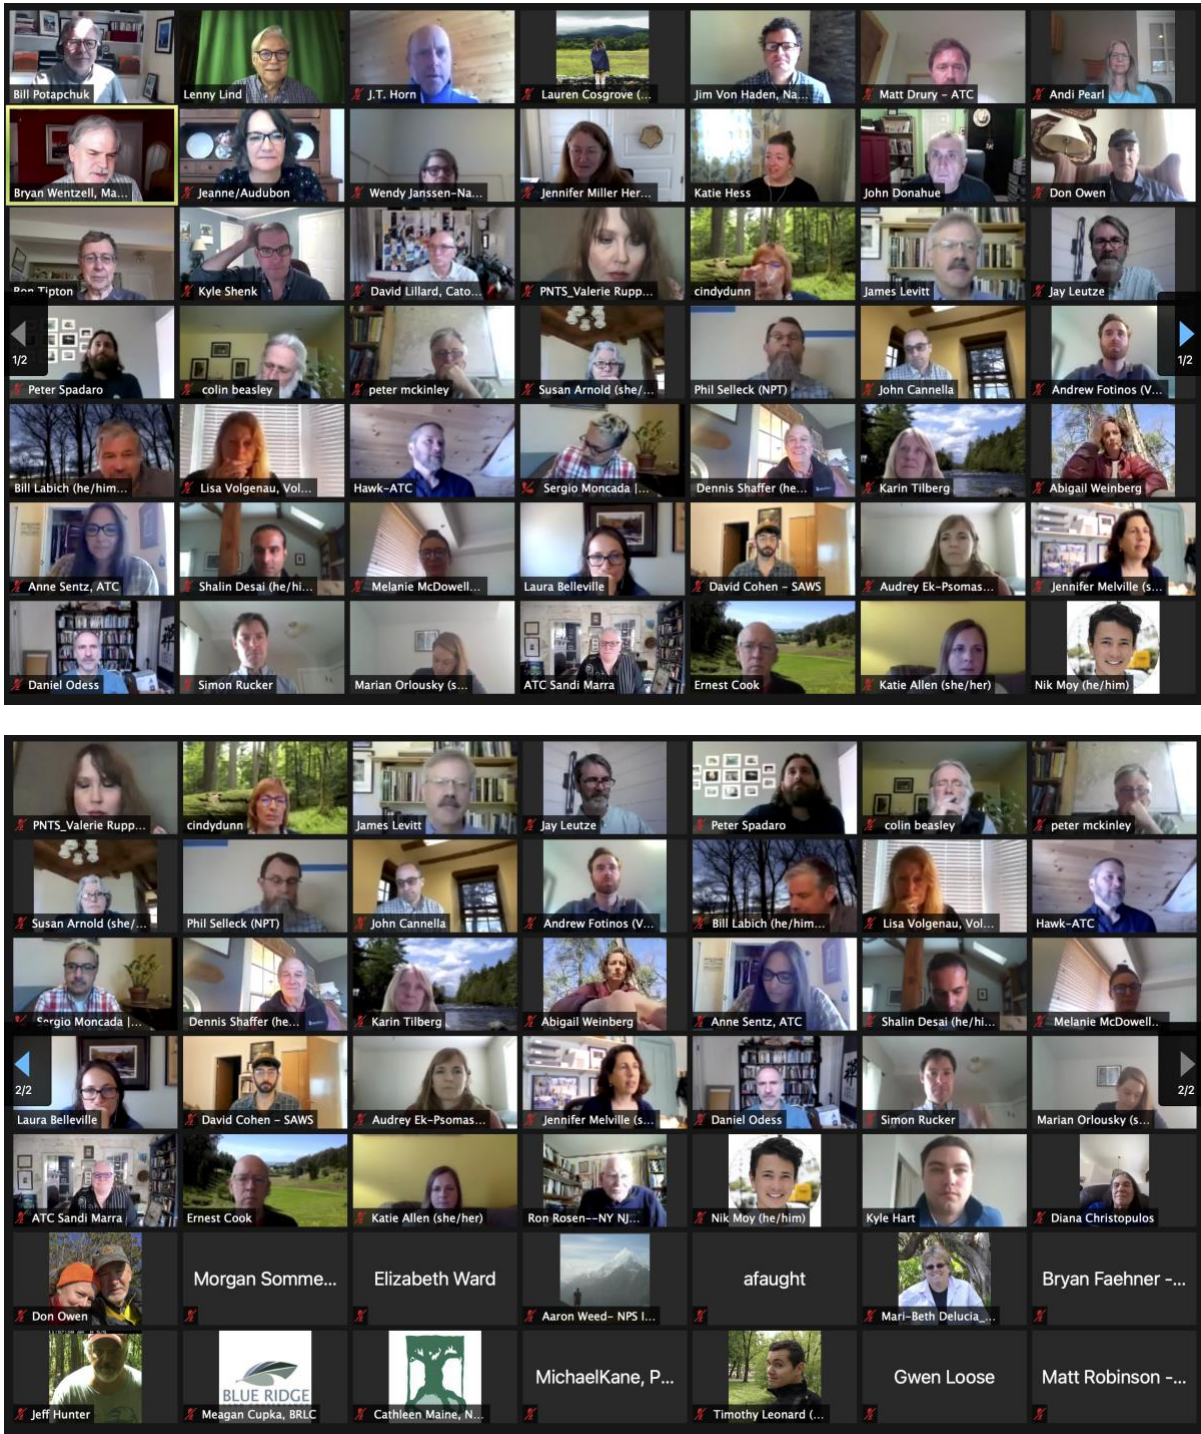 Bill Potapchuk
Lenny Lind
J.T. Horn
Lauren Cosgrove (...
Jim Von Haden, Na...
Matt Drury - ATC
Andi Pearl
Bryan Wentzell, Ma...
Jeanne/Audubon
Wendy Janssen-Na...
Jennifer Miller Her...
Katie Hess
John Donahue
Don Owen
Ron Tipton
Kyle Shenk
David Lillard, Cato...
PNTS_Valerie Rupp...
cindydunn
James Levitt
Jay Leutze
1/2
1/2
Peter Spadaro
colin beasley
peter mckinley
Susan Arnold (she/...
Phil Selleck (NPT)
John Cannella
Andrew Fotinos (V...
Bill Labich (he/him...
Lisa Volgenau, Vol...
Hawk-ATC
Sergio Moncada |...
Dennis Shaffer (he...
Karin Tilberg
Abigail Weinberg
Anne Sentz, ATC
Shalin Desai (he/hi...
Melanie McDowell...
Laura Belleville
David Cohen - SAWS
Audrey Ek-Psomas...
Jennifer Melville (s...
Daniel Odess
Simon Rucker
Marian Orlousky (s...
ATC Sandi Marra
Ernest Cook
Katie Allen (she/her)
Nik Moy (he/him)
PNTS_Valerie Rupp...
cindydunn
James Levitt
Jay Leutze
Peter Spadaro
colin beasley
peter mckinley
Susan Arnold (she/...
Phil Selleck (NPT)
John Cannella
Andrew Fotinos (V...
Bill Labich (he/him...
Lisa Volgenau, Vol...
Hawk-ATC
Sergio Moncada |...
Dennis Shaffer (he...
Karin Tilberg
Abigail Weinberg
Anne Sentz, ATC
Shalin Desai (he/hi...
Melanie McDowell..
2/2
2/2
Laura Belleville
David Cohen - SAWS
Audrey Ek-Psomas...
Jennifer Melville (s...
Daniel Odess
Simon Rucker
Marian Orlousky (s...
ATC Sandi Marra
Ernest Cook
Katie Allen (she/her)
Ron Rosen--NY NJ...
Nik Moy (he/him)
Kyle Hart
Diana Christopulos
Don Owen
Morgan Somme...
Elizabeth Ward
Aaron Weed- NPS I...
afaught
Mari-Beth Delucia_...
Bryan Faehner -...
Jeff Hunter
BLUE RIDGE
Meagan Cupka, BRLC
Cathleen Maine, N...
MichaelKane, P...
Timothy Leonard (...
Gwen Loose
Matt Robinson -...